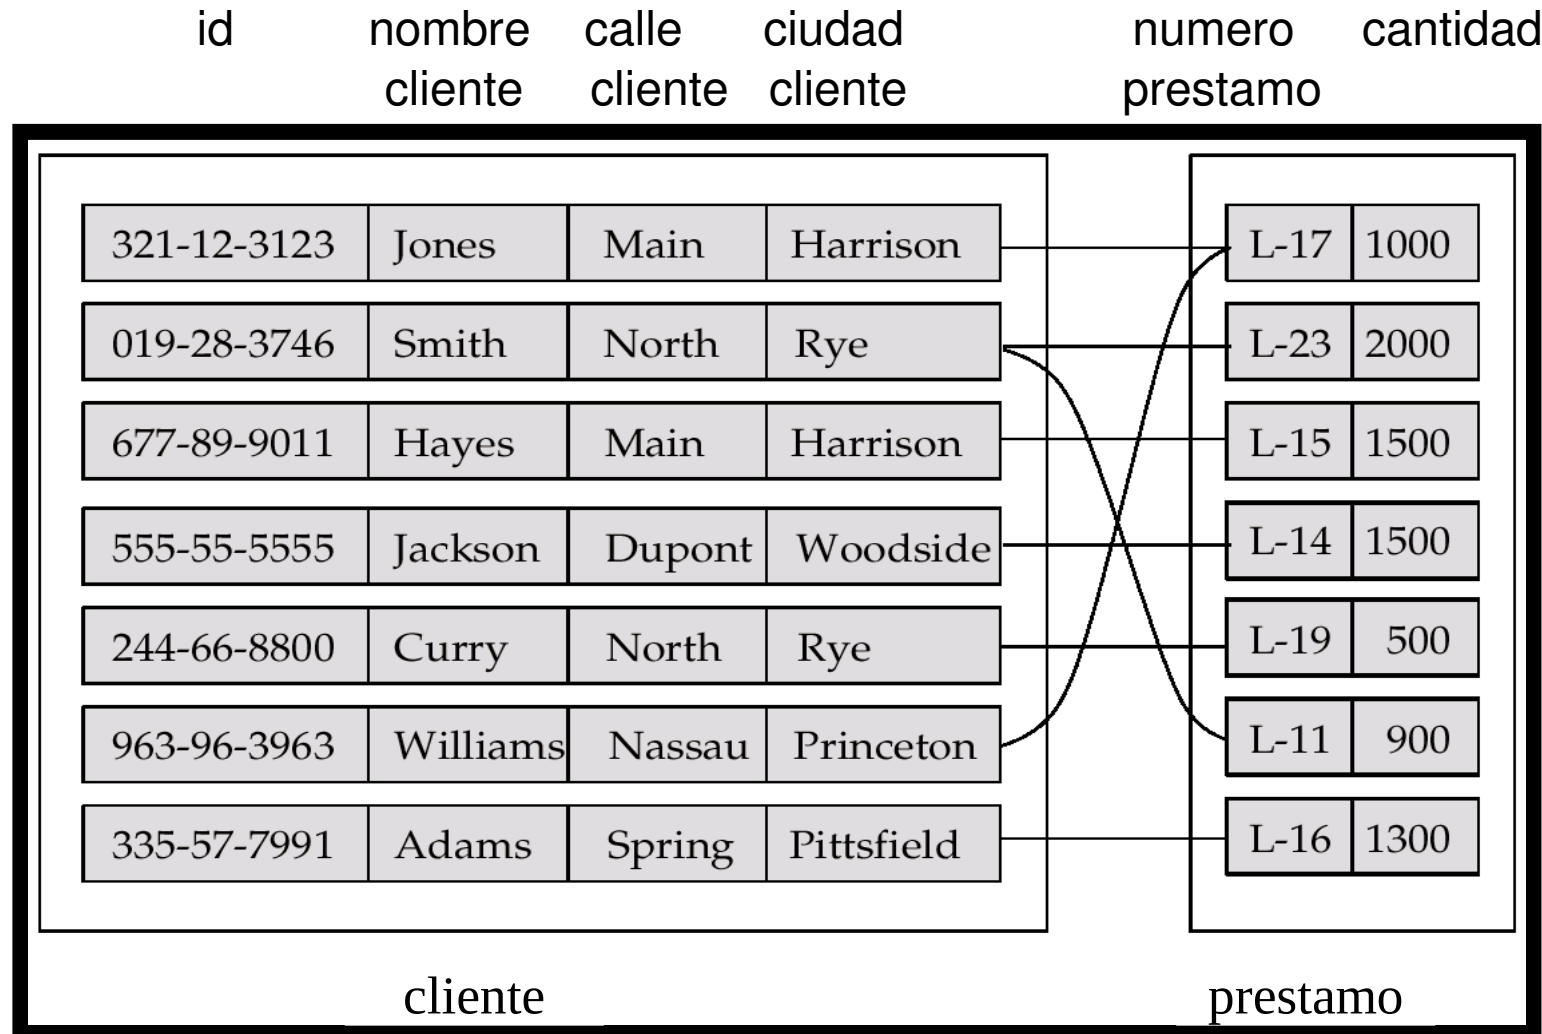 id nombre calle ciudad numero cantidad
cliente cliente cliente prestamo
321-12-3123 Jones Main Harrison L-17 1000
019-28-3746 Smith North Rye L-23 2000
677-89-9011 Hayes Main Harrison L-15 1500
555-55-5555 Jackson Dupont Woodside L-14 1500
244-66-8800 Curry North Rye L-19 500
963-96-3963 Williams Nassau Princeton L-11 900
335-57-7991 Adams Spring Pittsfield L-16 1300
cliente prestamo